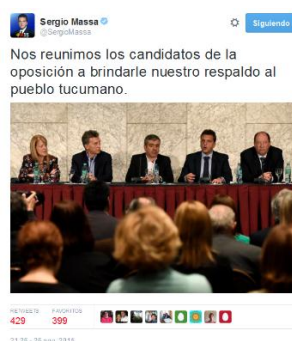 Sergio Massa
@SergioMassa
Siguiendo
Nos reunimos los candidatos de la
oposición a brindarle nuestro respaldo al
pueblo tucumano.
RETWEETS FAVORITOS
429 399